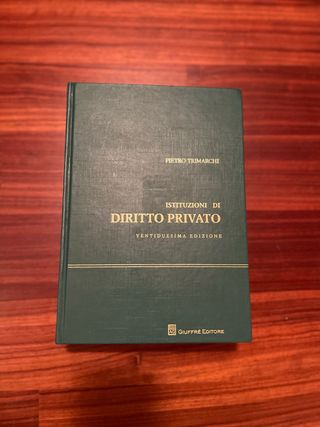 PIETRO TRIMARCHI
ISTITUZIONI DI
DIRITTO PRIVATO
VENTIDUESIMA EDIZIONE
GIUFFRÈ EDITORE